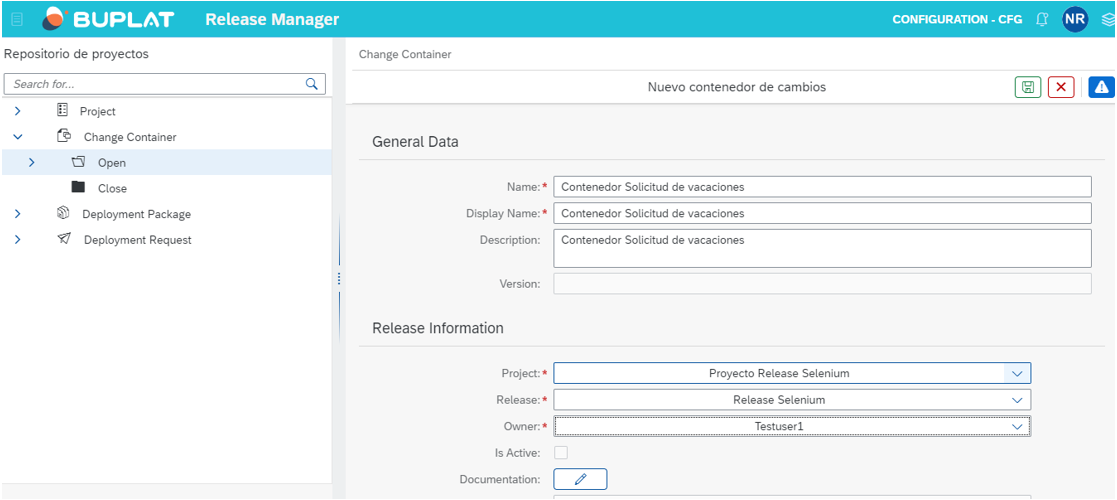 BUPLAT Release Manager CONFIGURATION - CFG NR
Repositorio de proyectos
Search for...
Project
Change Container
Open
Close
Deployment Package
Deployment Request
Change Container
Nuevo contenedor de cambios
General Data
Name:* Contenedor Solicitud de vacaciones
Display Name:* Contenedor Solicitud de vacaciones
Description: Contenedor Solicitud de vacaciones
Version:
Release Information
Project:* Proyecto Release Selenium
Release:* Release Selenium
Owner:* Testuser1
Is Active:
Documentation: